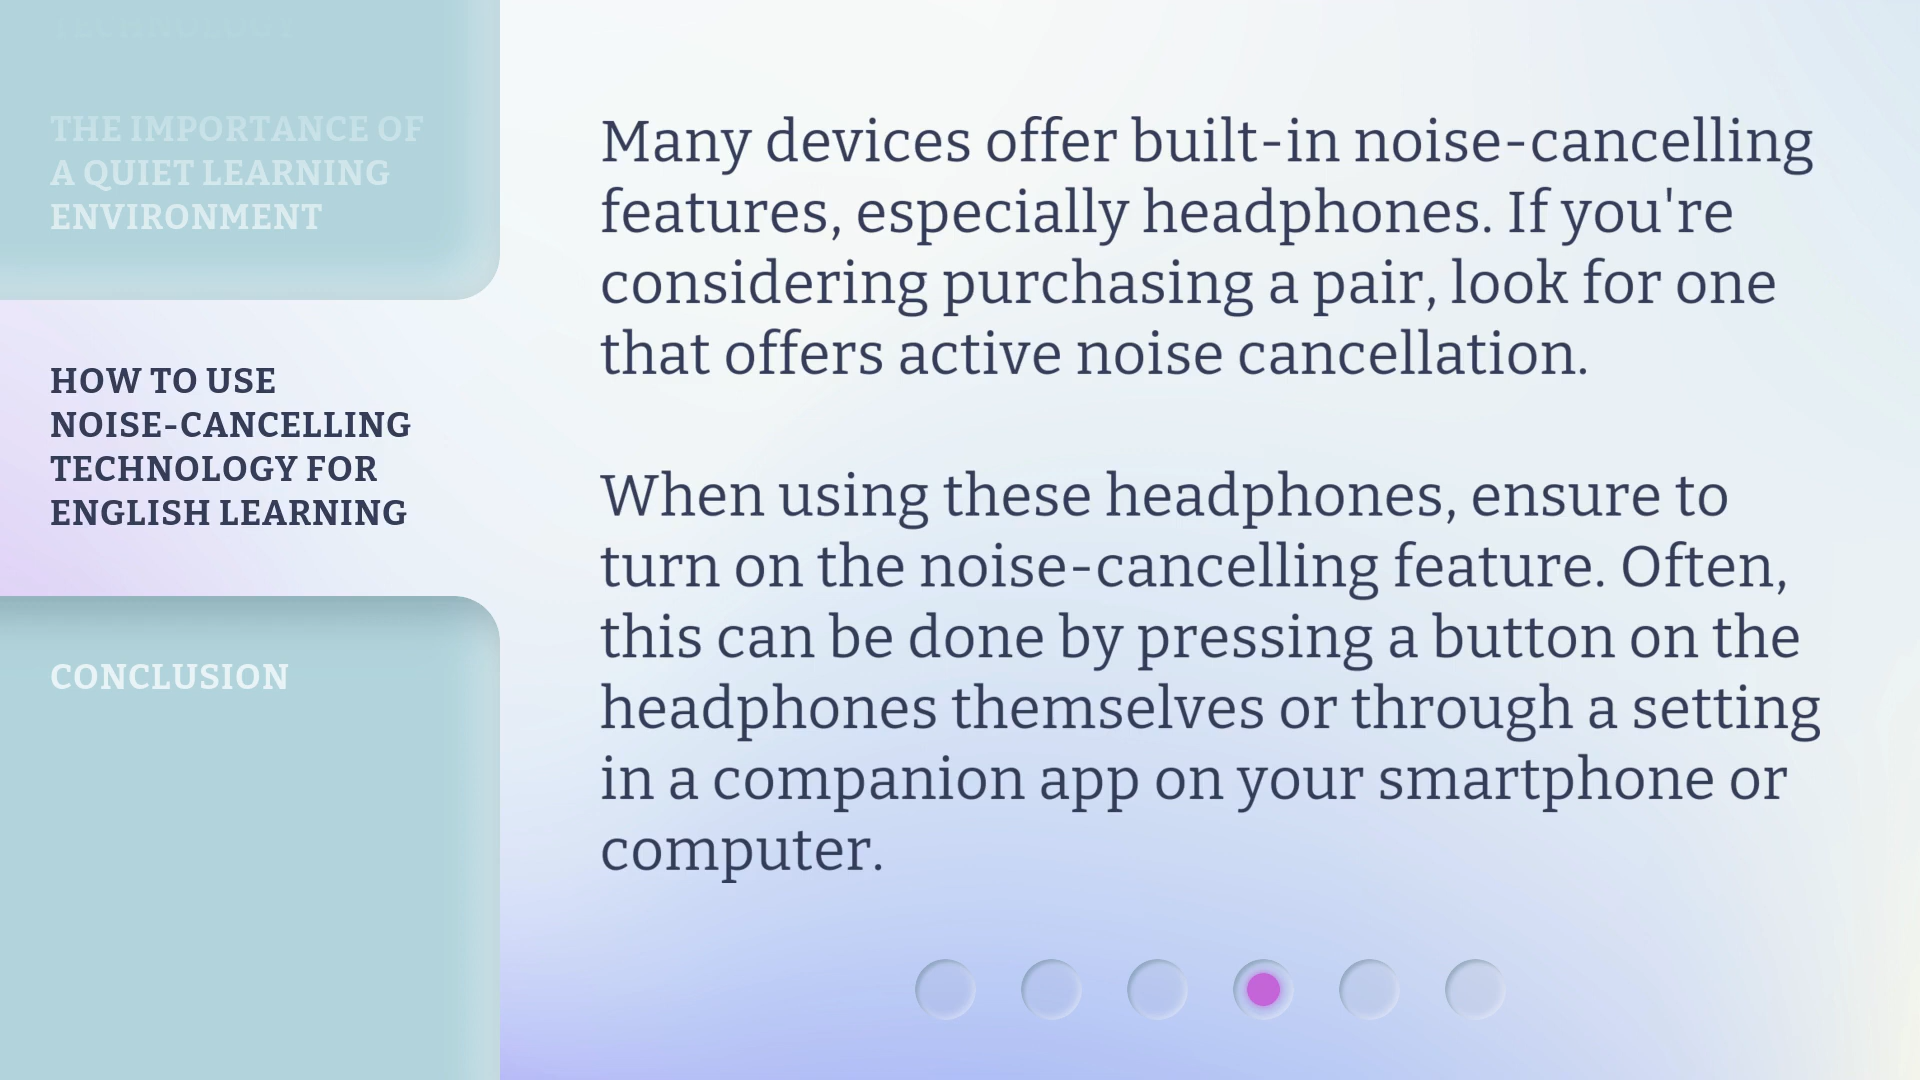 TECHNOLOGY
THE IMPORTANCE OF
A QUIET LEARNING
ENVIRONMENT
HOW TO USE
NOISE-CANCELLING
TECHNOLOGY FOR
ENGLISH LEARNING
CONCLUSION
Many devices offer built-in noise-cancelling
features, especially headphones. If you're
considering purchasing a pair, look for one
that offers active noise cancellation.
When using these headphones, ensure to
turn on the noise-cancelling feature. Often,
this can be done by pressing a button on the
headphones themselves or through a setting
in a companion app on your smartphone or
computer.